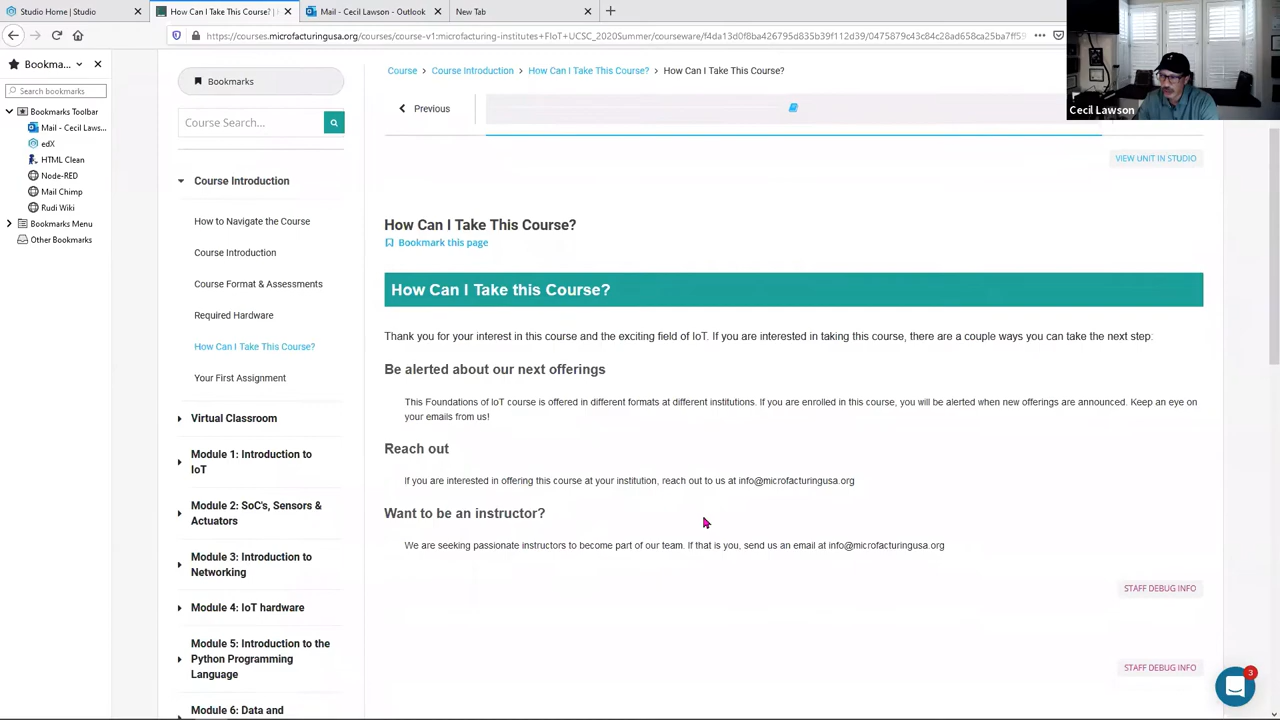 Studio Home | Studio
How Can I Take This Course? |
Mail - Cecil Lawson - Outlook
New Tab
Bookma...
Search bookmarks
Bookmarks Toolbar
Mail - Cecil Laws...
edX
HTML Clean
Node-RED
Mail Chimp
Rudi Wiki
Bookmarks Menu
Other Bookmarks
Bookmarks
Course Search...
Course Introduction
How to Navigate the Course
Course Introduction
Course Format & Assessments
Required Hardware
How Can I Take This Course?
Your First Assignment
Virtual Classroom
Module 1: Introduction to
IoT
Module 2: SoC's, Sensors &
Actuators
Module 3: Introduction to
Networking
Module 4: IoT hardware
Module 5: Introduction to the
Python Programming
Language
Module 6: Data and
Course > Course Introduction > How Can I Take This Course? > How Can I Take This Course?
Previous
VIEW UNIT IN STUDIO
How Can I Take This Course?
Bookmark this page
How Can I Take this Course?
Thank you for your interest in this course and the exciting field of IoT. If you are interested in taking this course, there are a couple ways you can take the next step:
Be alerted about our next offerings
This Foundations of IoT course is offered in different formats at different institutions. If you are enrolled in this course, you will be alerted when new offerings are announced. Keep an eye on
your emails from us!
Reach out
If you are interested in offering this course at your institution, reach out to us at info@microfacturingusa.org
Want to be an instructor?
We are seeking passionate instructors to become part of our team. If that is you, send us an email at info@microfacturingusa.org
STAFF DEBUG INFO
STAFF DEBUG INFO
3
Cecil Lawson